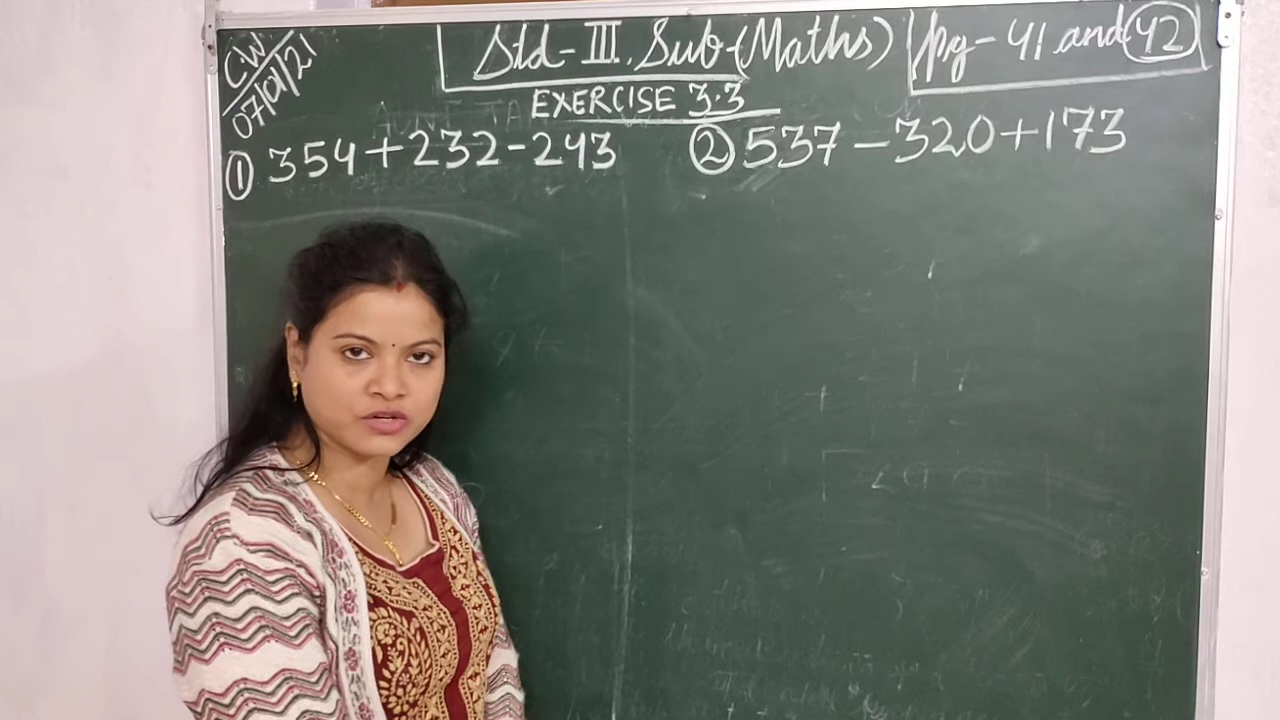 CW
07/01/21
Std-III, Sub-(Maths)
pg-41 and 42
EXERCISE 3.3
① 354+232-243
② 537-320+173